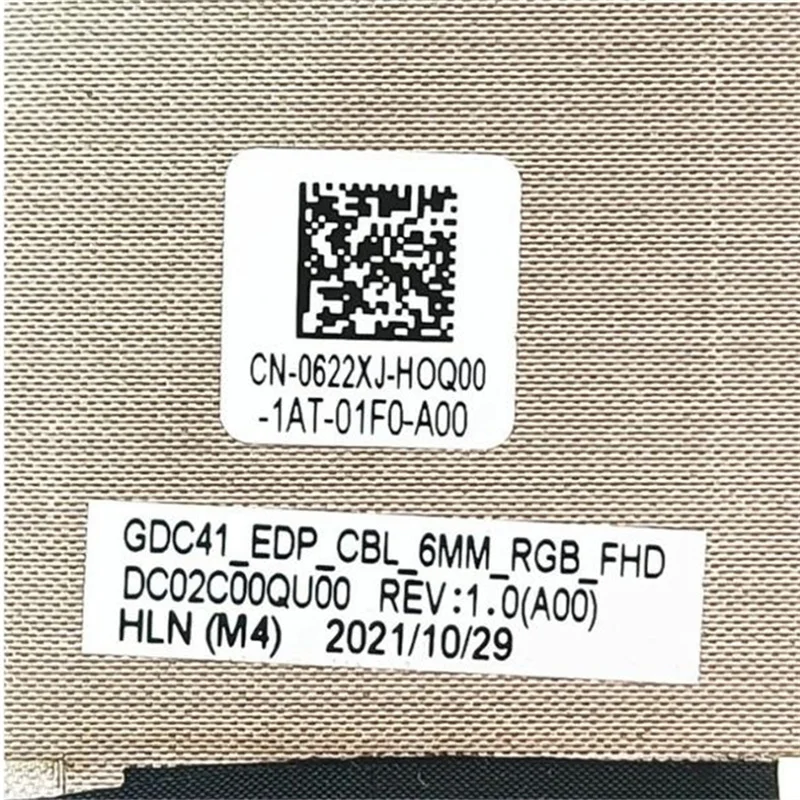 CN-0622XJ-HOQ00
-1AT-01F0-A00
GDC41_EDP_CBL_6MM_RGB_FHD
DC02C00QU00 REV:1.0(A00)
HLN (M4) 2021/10/29